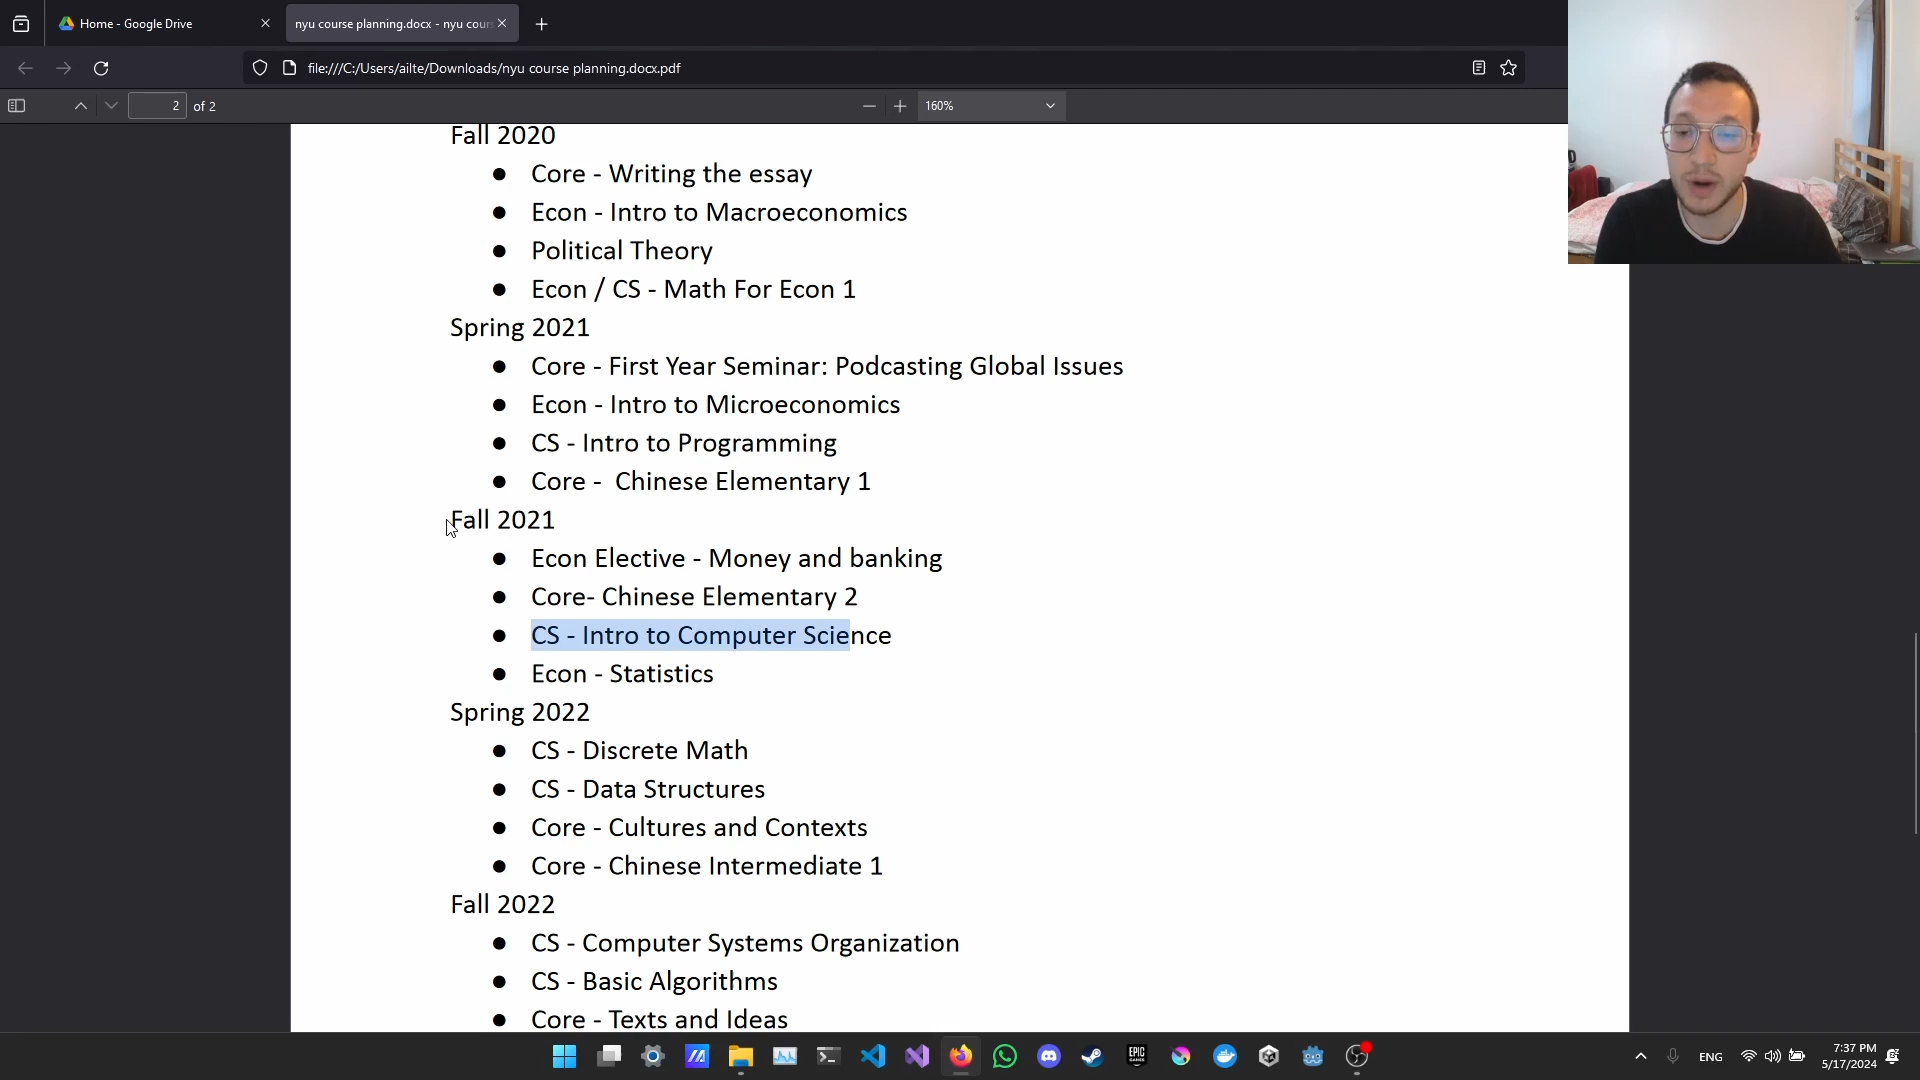 Home - Google Drive
nyu course planning.docx - nyu cours
file:///C:/Users/ailte/Downloads/nyu course planning.docx.pdf
2 of 2
160%
Fall 2020
● Core - Writing the essay
● Econ - Intro to Macroeconomics
● Political Theory
● Econ / CS - Math For Econ 1
Spring 2021
● Core - First Year Seminar: Podcasting Global Issues
● Econ - Intro to Microeconomics
● CS - Intro to Programming
● Core -  Chinese Elementary 1
Fall 2021
● Econ Elective - Money and banking
● Core- Chinese Elementary 2
● CS - Intro to Computer Science
● Econ - Statistics
Spring 2022
● CS - Discrete Math
● CS - Data Structures
● Core - Cultures and Contexts
● Core - Chinese Intermediate 1
Fall 2022
● CS - Computer Systems Organization
● CS - Basic Algorithms
● Core - Texts and Ideas
EPIC
GAMES
ENG
7:37 PM
5/17/2024